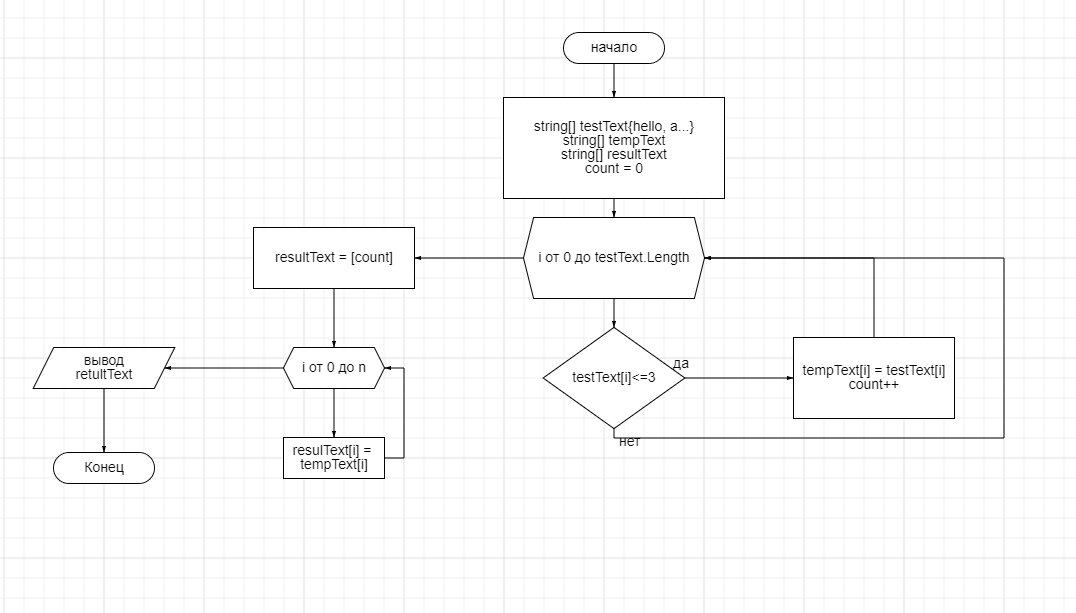 начало
string[] testText{hello, a...}
string[] tempText
string[] resultText
count = 0
i от 0 до testText.Length
resultText = [count]
testText[i]<=3
да
нет
tempText[i] = testText[i]
count++
i от 0 до n
resulText[i] =
tempText[i]
вывод
retultText
Конец